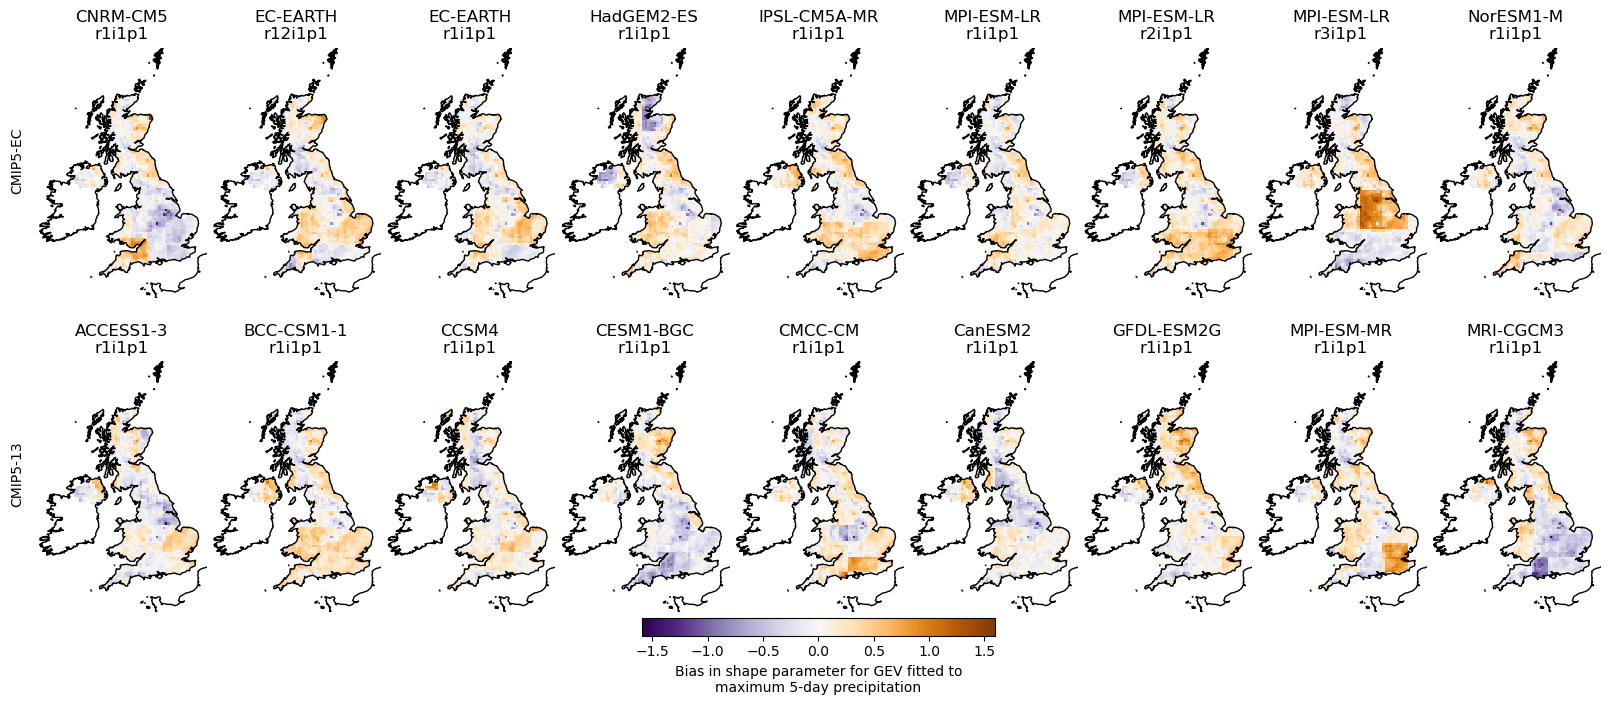 CNRM-CM5 EC-EARTH EC-EARTH HadGEM2-ES IPSL-CM5A-MR MPI-ESM-LR MPI-ESM-LR MPI-ESM-LR NorESM1-M
r1i1p1 r12i1p1 r1i1p1 r1i1p1 r1i1p1 r1i1p1 r2i1p1 r3i1p1 r1i1p1
CMIP5-EC
ACCESS1-3 BCC-CSM1-1 CCSM4 CESM1-BGC CMCC-CM CanESM2 GFDL-ESM2G MPI-ESM-MR MRI-CGCM3
r1i1p1 r1i1p1 r1i1p1 r1i1p1 r1i1p1 r1i1p1 r1i1p1 r1i1p1 r1i1p1
CMIP5-13
−1.5 −1.0 −0.5 0.0 0.5 1.0 1.5
Bias in shape parameter for GEV fitted to
maximum 5-day precipitation